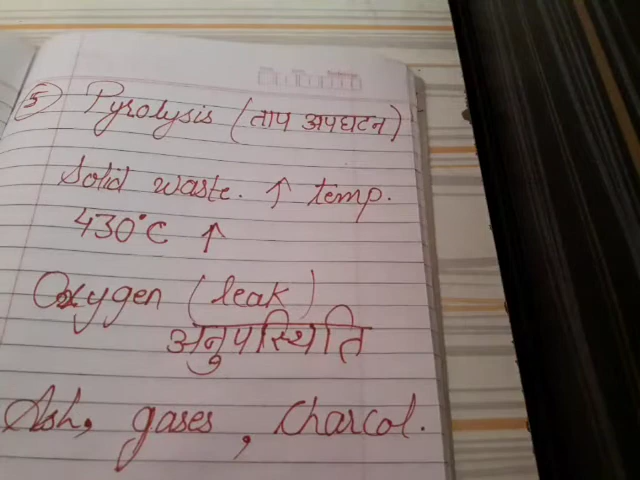 ⑤ Pyrolysis (ताप अपघटन)
Solid waste. ↑ temp.
430°C ↑
Oxygen (leak)
अनुपस्थिति
Ash, gases, Charcol.